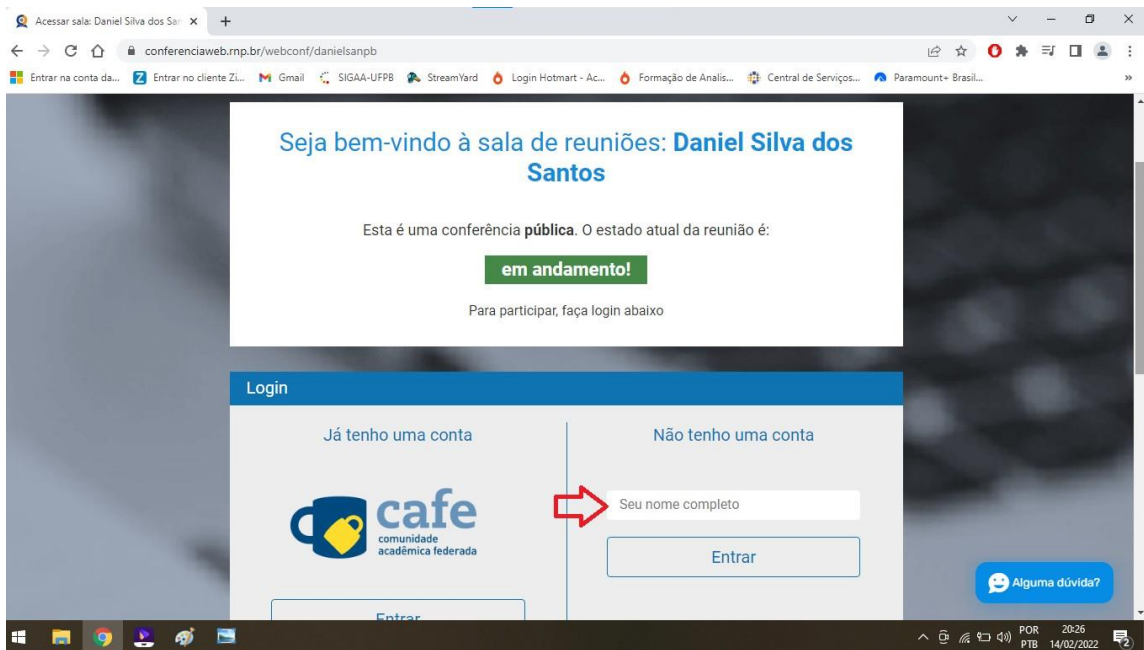 Acessar sala: Daniel Silva dos San
conferenciaweb.rnp.br/webconf/danielsanpb
Entrar na conta da... Entrar no cliente Zi... Gmail SIGAA-UFPB StreamYard Login Hotmart - Ac... Formação de Analis... Central de Serviços... Paramount+ Brasil... »
Seja bem-vindo à sala de reuniões: Daniel Silva dos
Santos
Esta é uma conferência pública. O estado atual da reunião é:
em andamento!
Para participar, faça login abaixo
Login
Já tenho uma conta
Não tenho uma conta
cafe
comunidade
acadêmica federada
Entrar
Seu nome completo
Entrar
Alguma dúvida?
POR 20:26
PTB 14/02/2022 2